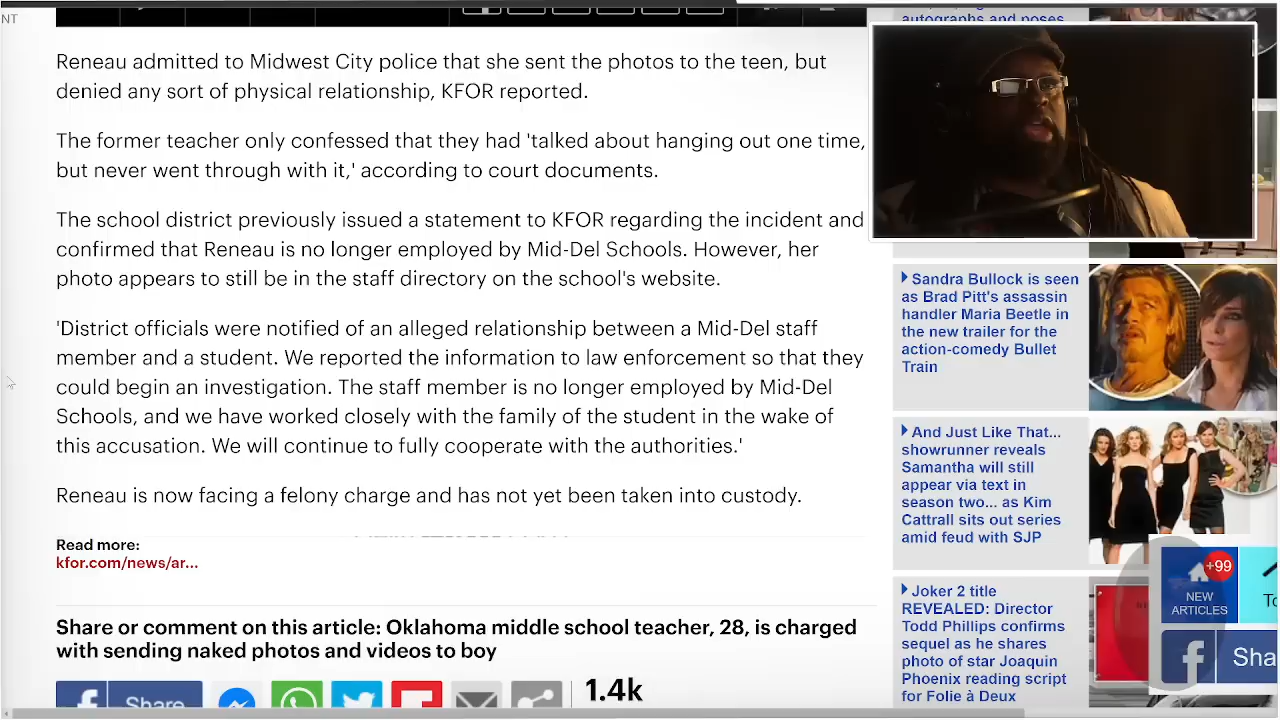 NT
Reneau admitted to Midwest City police that she sent the photos to the teen, but
denied any sort of physical relationship, KFOR reported.
The former teacher only confessed that they had 'talked about hanging out one time,
but never went through with it,' according to court documents.
The school district previously issued a statement to KFOR regarding the incident and
confirmed that Reneau is no longer employed by Mid-Del Schools. However, her
photo appears to still be in the staff directory on the school's website.
'District officials were notified of an alleged relationship between a Mid-Del staff
member and a student. We reported the information to law enforcement so that they
could begin an investigation. The staff member is no longer employed by Mid-Del
Schools, and we have worked closely with the family of the student in the wake of
this accusation. We will continue to fully cooperate with the authorities.'
Reneau is now facing a felony charge and has not yet been taken into custody.
Read more:
kfor.com/news/ar...
Share or comment on this article: Oklahoma middle school teacher, 28, is charged
with sending naked photos and videos to boy
Share
1.4k
autographs and poses
Sandra Bullock is seen
as Brad Pitt's assassin
handler Maria Beetle in
the new trailer for the
action-comedy Bullet
Train
And Just Like That...
showrunner reveals
Samantha will still
appear via text in
season two... as Kim
Cattrall sits out series
amid feud with SJP
Joker 2 title
REVEALED: Director
Todd Phillips confirms
sequel as he shares
photo of star Joaquin
Phoenix reading script
for Folie à Deux
+99
NEW
ARTICLES
To
Sha